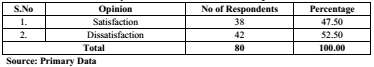 S.No Opinion No of Respondents Percentage
1. Satisfaction 38 47.50
2. Dissatisfaction 42 52.50
Total 80 100.00
Source: Primary Data